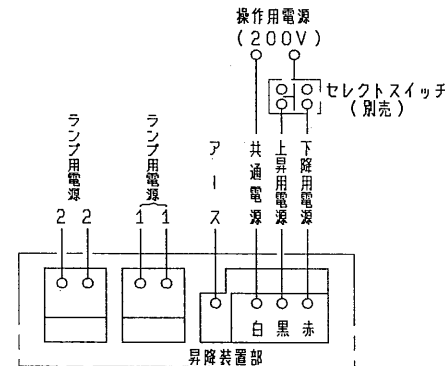 操作用電源
(200V)
セレクトスイッチ
(別売)
ランプ用電源
2 2
ランプ用電源
1 1
アース
共通電源
上昇用電源
下降用電源
白 黒 赤
昇降装置部